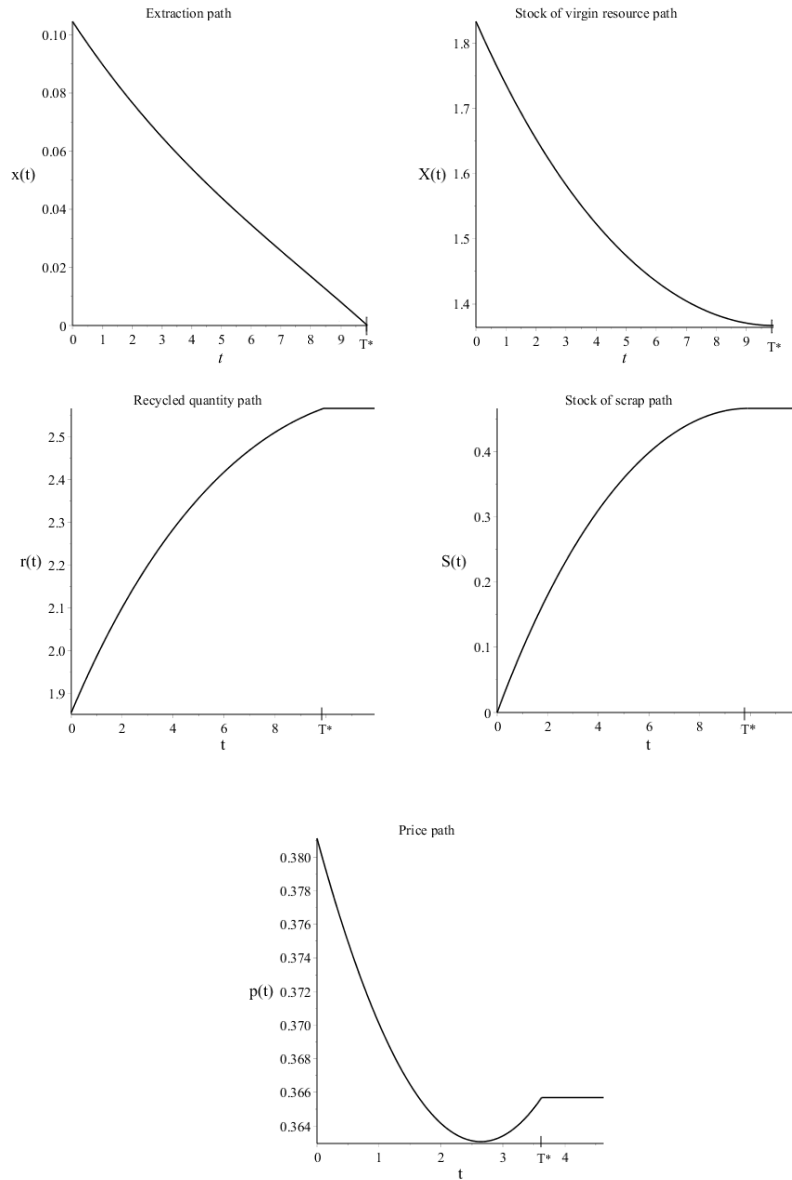 Extraction path
0.10
0.08
0.06
x(t)
0.04
0.02
0
0 1 2 3 4 5 6 7 8 9 T*
t
Stock of virgin resource path
1.8
1.7
1.6
X(t)
1.5
1.4
0 1 2 3 4 5 6 7 8 9 T*
t
Recycled quantity path
2.5
2.4
2.3
2.2
r(t)
2.1
2.0
1.9
0 2 4 6 8 T*
t
Stock of scrap path
0.4
0.3
S(t)
0.2
0.1
0
0 2 4 6 8 T*
t
Price path
0.380
0.378
0.376
0.374
p(t) 0.372
0.370
0.368
0.366
0.364
0 1 2 3 T* 4
t